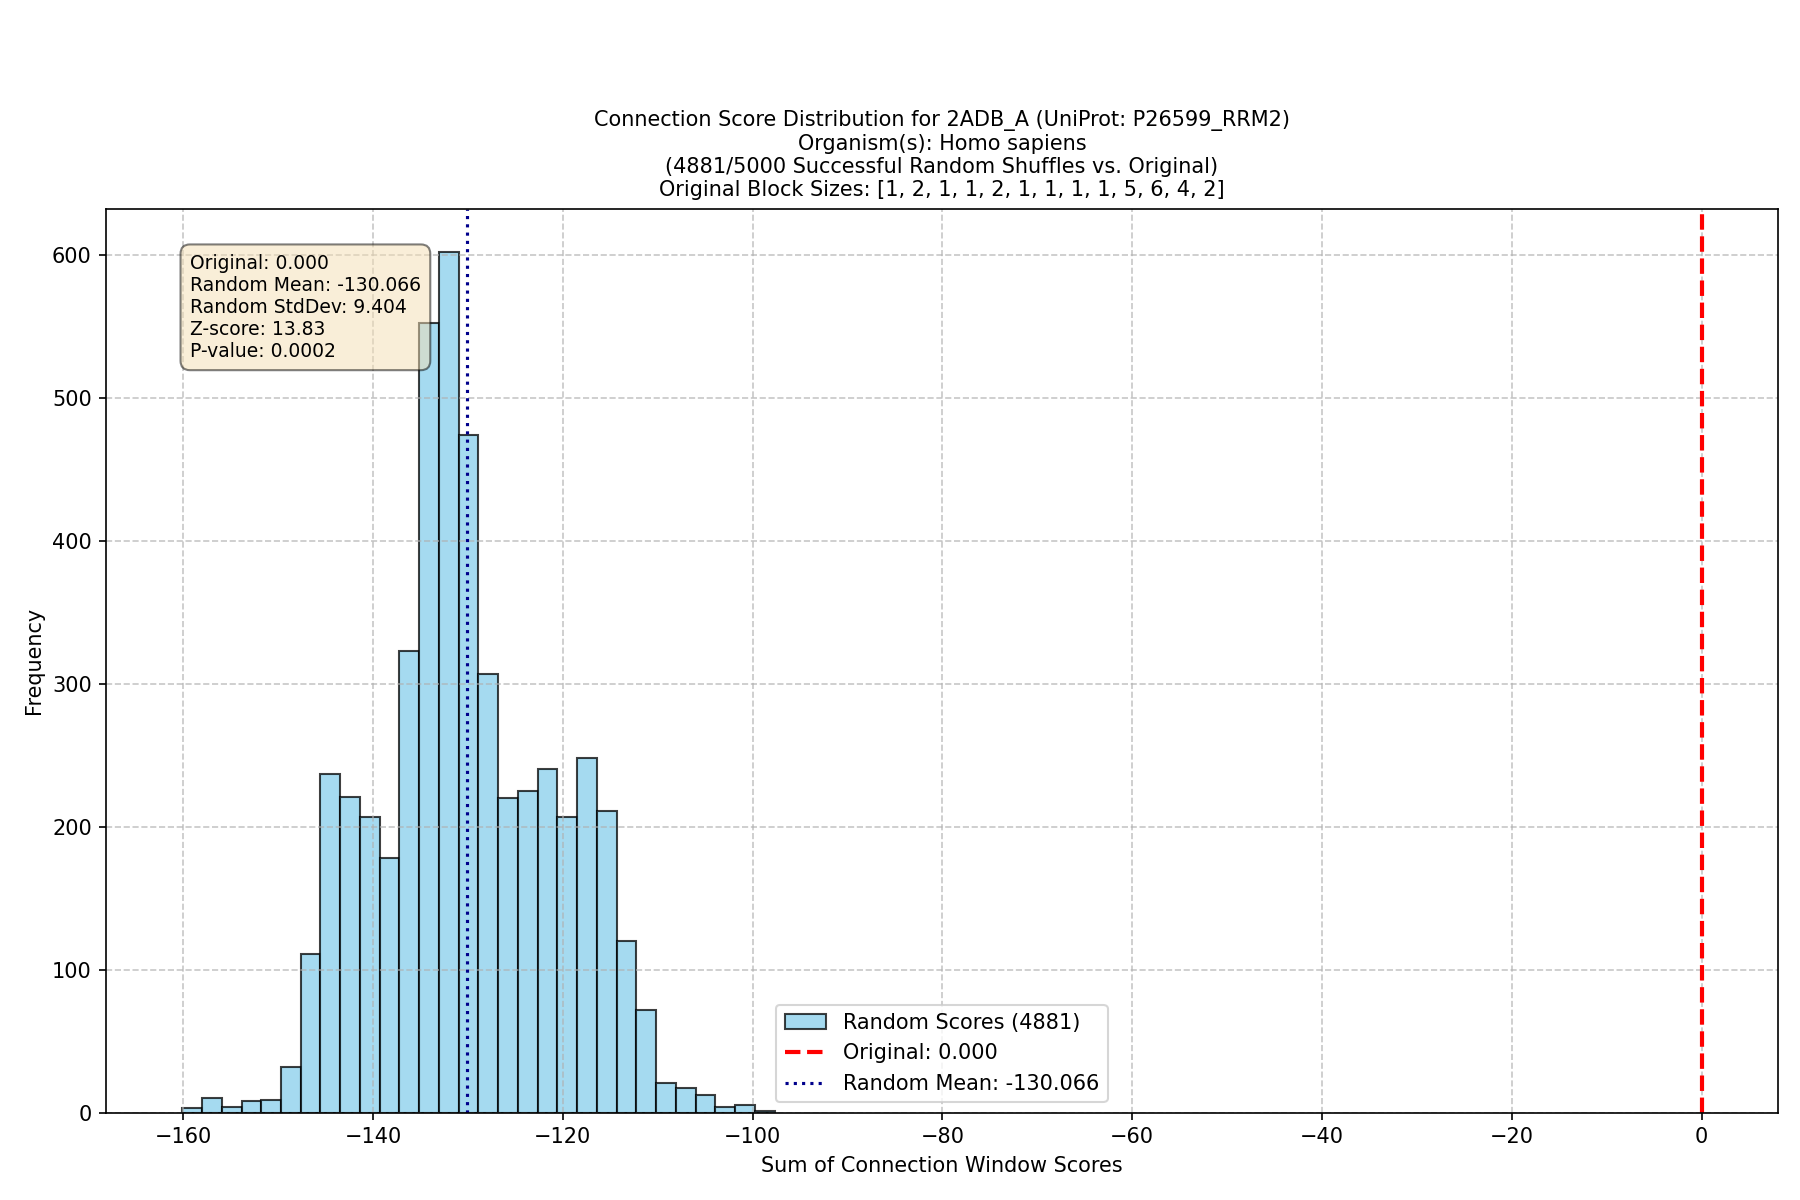 Connection Score Distribution for 2ADB_A (UniProt: P26599_RRM2)
Organism(s): Homo sapiens
(4881/5000 Successful Random Shuffles vs. Original)
Original Block Sizes: [1, 2, 1, 1, 2, 1, 1, 1, 1, 5, 6, 4, 2]
Original: 0.000
Random Mean: -130.066
Random StdDev: 9.404
Z-score: 13.83
P-value: 0.0002
600
500
400
300
200
100
0
Frequency
Random Scores (4881)
Original: 0.000
Random Mean: -130.066
−160 −140 −120 −100 −80 −60 −40 −20 0
Sum of Connection Window Scores